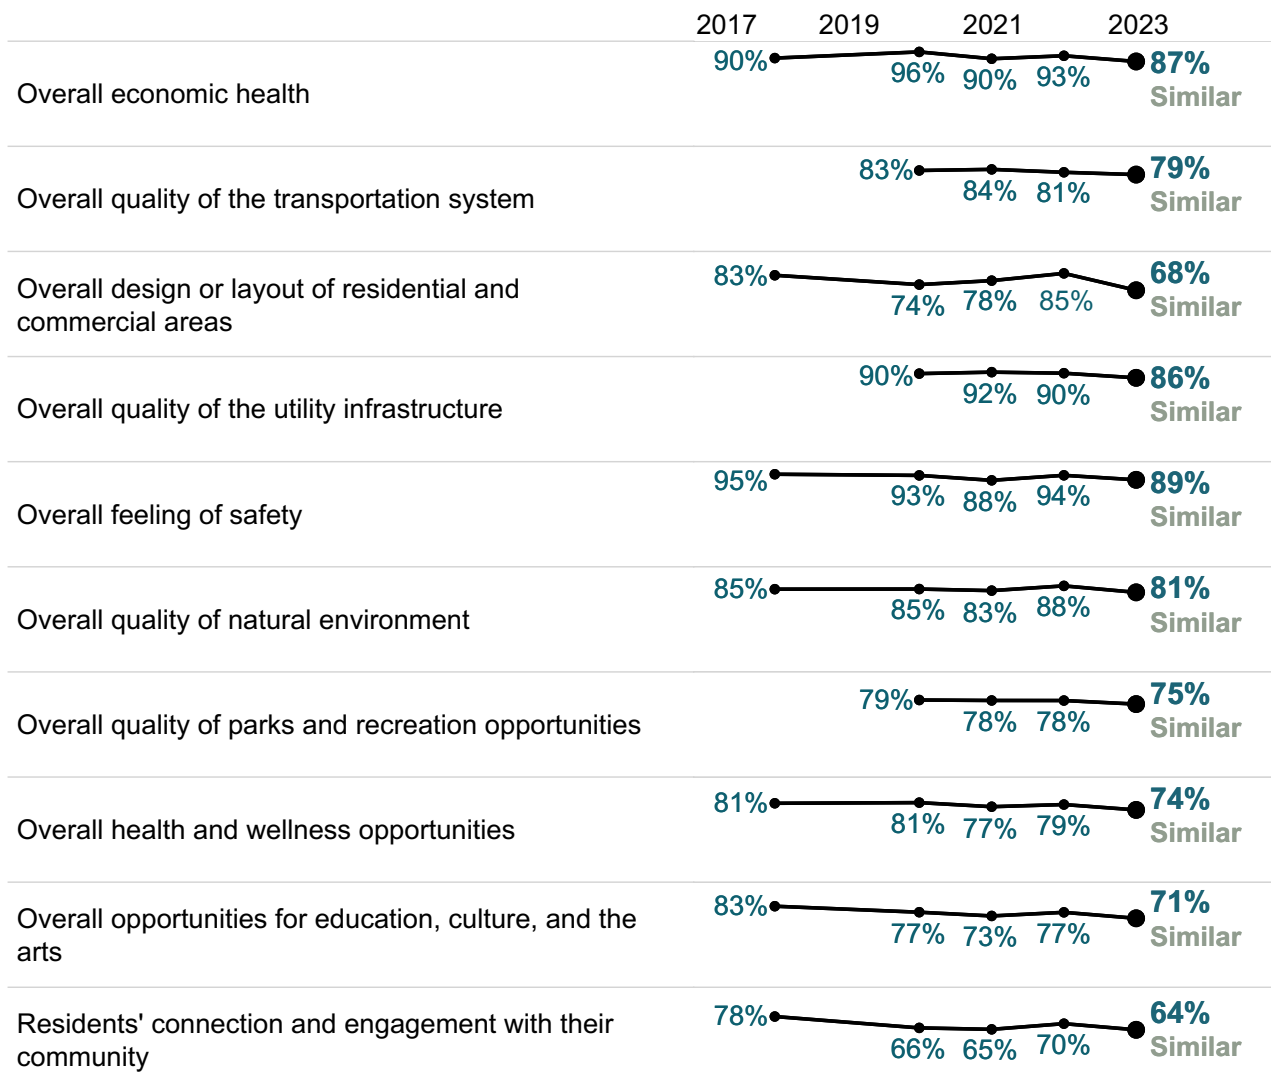 2017 2019 2021 2023
Overall economic health
90% 96% 90% 93% 87%
Similar
Overall quality of the transportation system
83% 84% 81% 79%
Similar
Overall design or layout of residential and
commercial areas
83% 74% 78% 85% 68%
Similar
Overall quality of the utility infrastructure
90% 92% 90% 86%
Similar
Overall feeling of safety
95% 93% 88% 94% 89%
Similar
Overall quality of natural environment
85% 85% 83% 88% 81%
Similar
Overall quality of parks and recreation opportunities
79% 78% 78% 75%
Similar
Overall health and wellness opportunities
81% 81% 77% 79% 74%
Similar
Overall opportunities for education, culture, and the
arts
83% 77% 73% 77% 71%
Similar
Residents' connection and engagement with their
community
78% 66% 65% 70% 64%
Similar